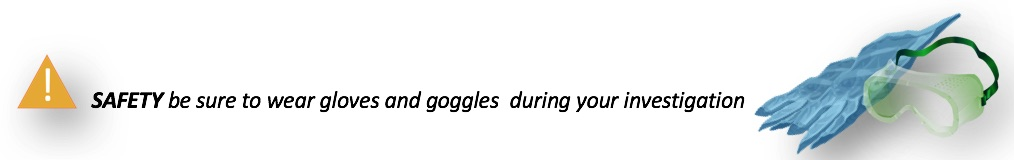 SAFETY be sure to wear gloves and goggles  during your investigation